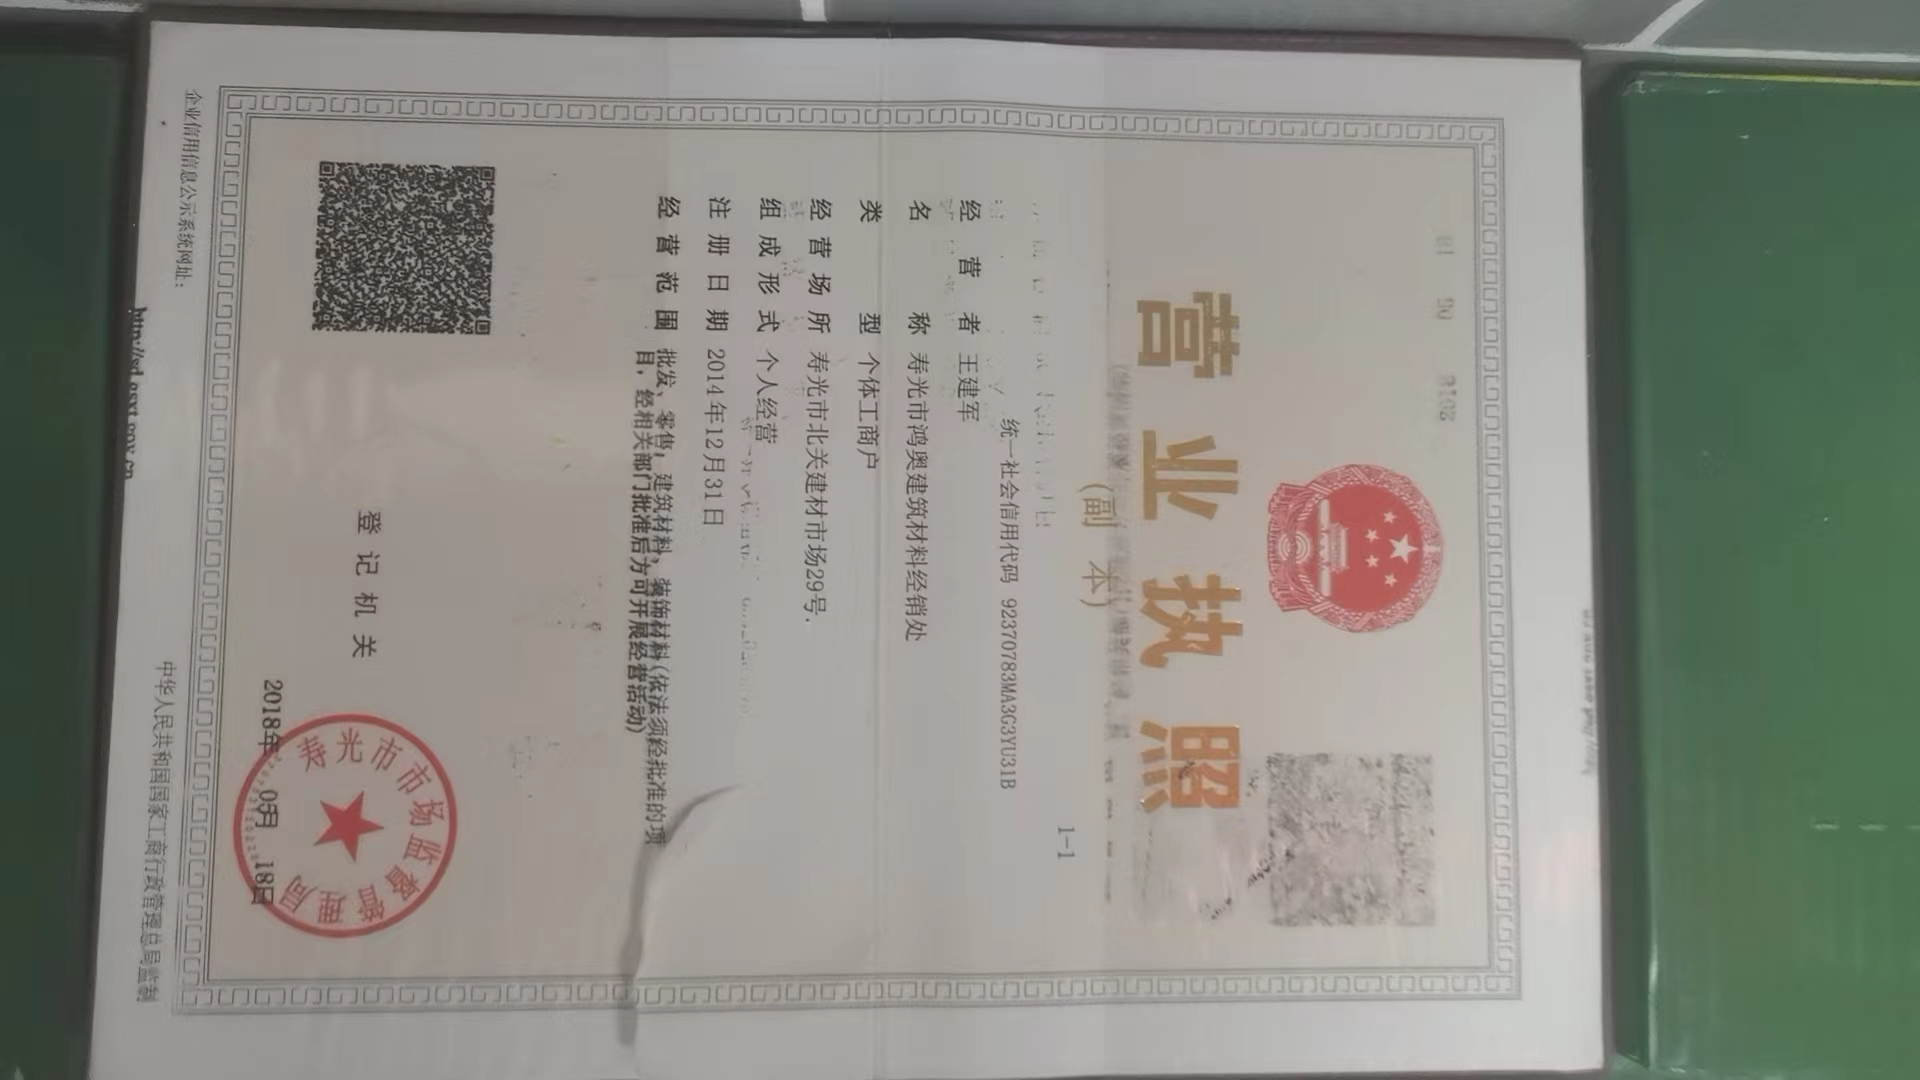 营业执照
(副 本)
1-1
统一社会信用代码 92370783MA3G3YU31B
经营者 王建军
名称 寿光市鸿奥建筑材料经销处
类型 个体工商户
经营场所 寿光市北关建材市场29号.
组成形式 个人经营
注册日期 2014年12月31日
经营范围 批发、零售：建筑材料、装饰材料(依法须经批准的项
目，经相关部门批准后方可开展经营活动)
登记机关
寿光市市场监督管理局
2018年 09月 18日
企业信用信息公示系统网址：
http://sd.gsxt.gov.cn
中华人民共和国国家工商行政管理总局监制